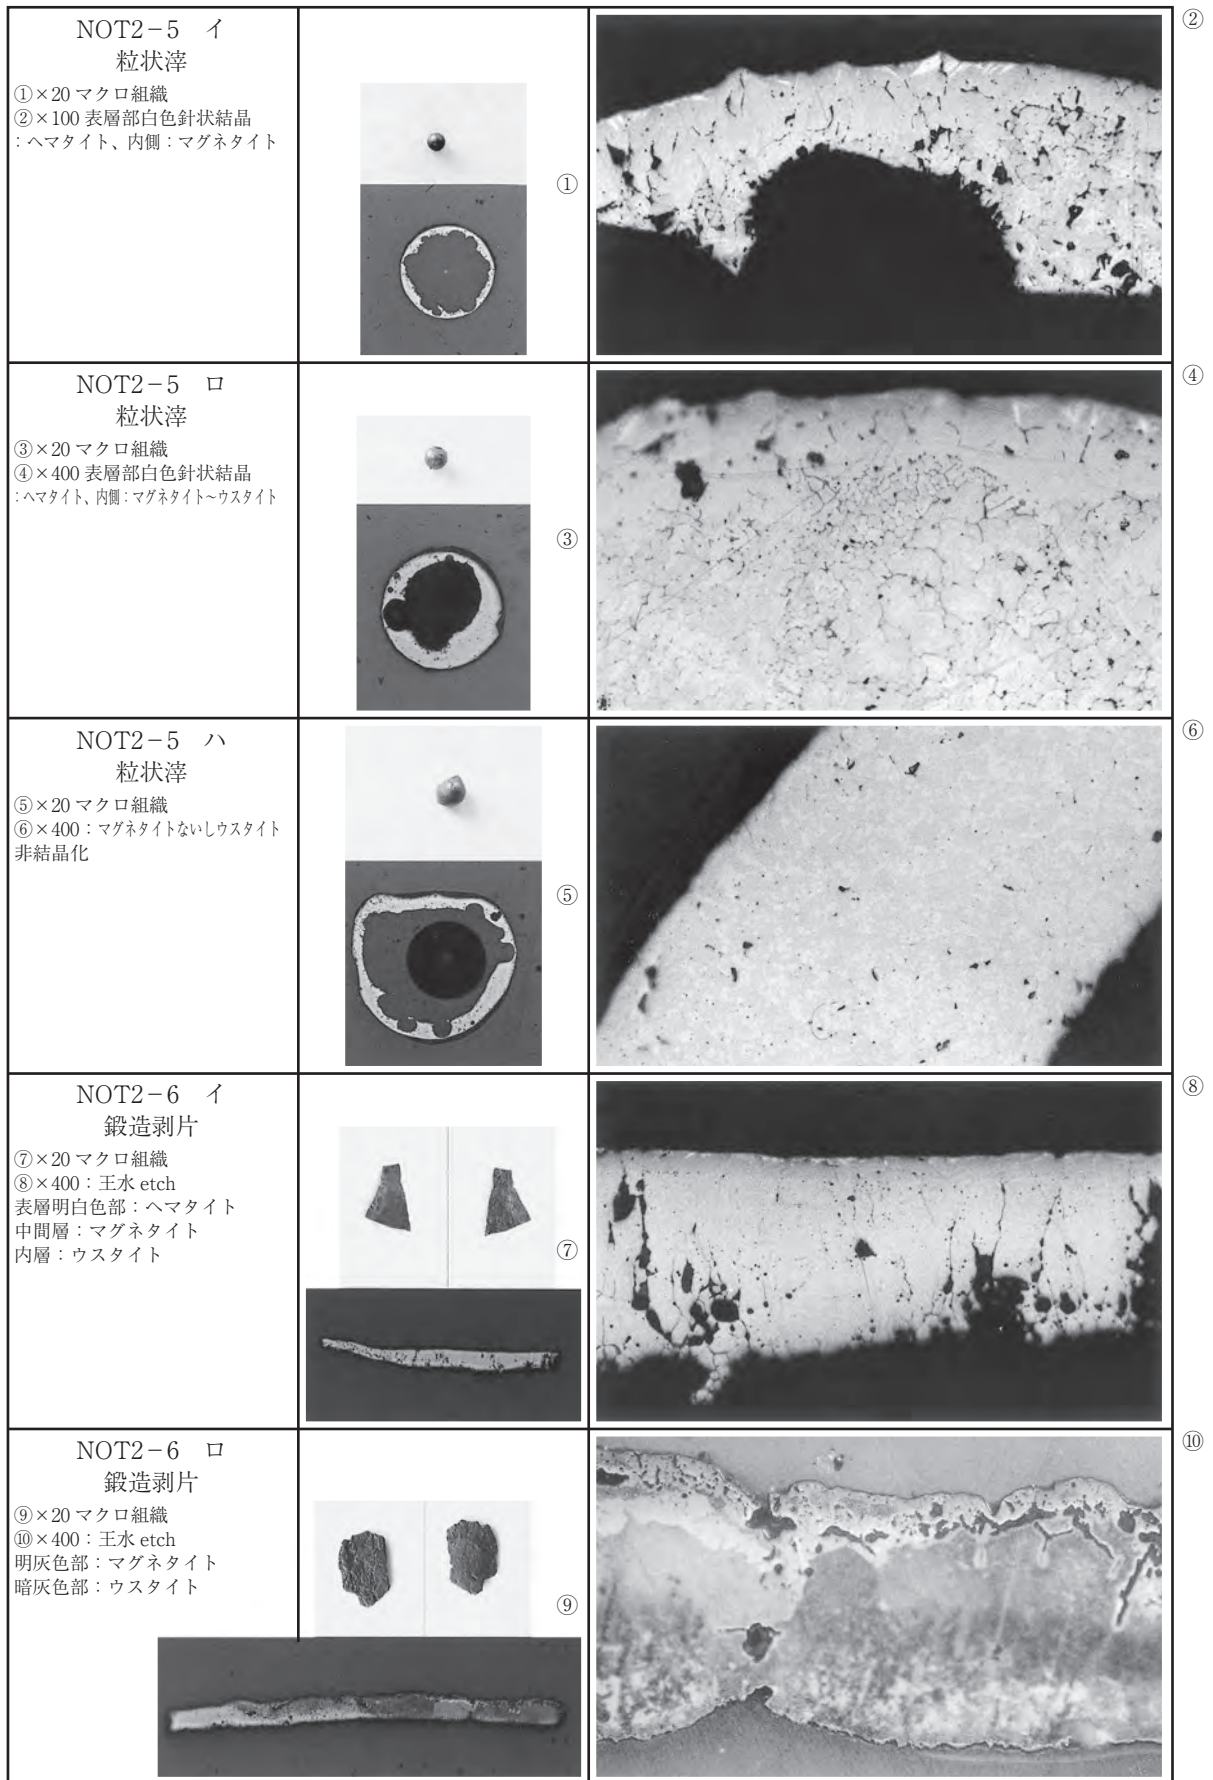 NOT2−5 イ
粒状滓
①×20 マクロ組織
②×100 表層部白色針状結晶
：ヘマタイト、内側：マグネタイト
①
②
NOT2−5 ロ
粒状滓
③×20 マクロ組織
④×400 表層部白色針状結晶
：ヘマタイト、内側：マグネタイト～ウスタイト
③
④
NOT2−5 ハ
粒状滓
⑤×20 マクロ組織
⑥×400：マグネタイトないしウスタイト
非結晶化
⑤
⑥
NOT2−6 イ
鍛造剥片
⑦×20 マクロ組織
⑧×400：王水 etch
表層明白色部：ヘマタイト
中間層：マグネタイト
内層：ウスタイト
⑦
⑧
NOT2−6 ロ
鍛造剥片
⑨×20 マクロ組織
⑩×400：王水 etch
明灰色部：マグネタイト
暗灰色部：ウスタイト
⑨
⑩